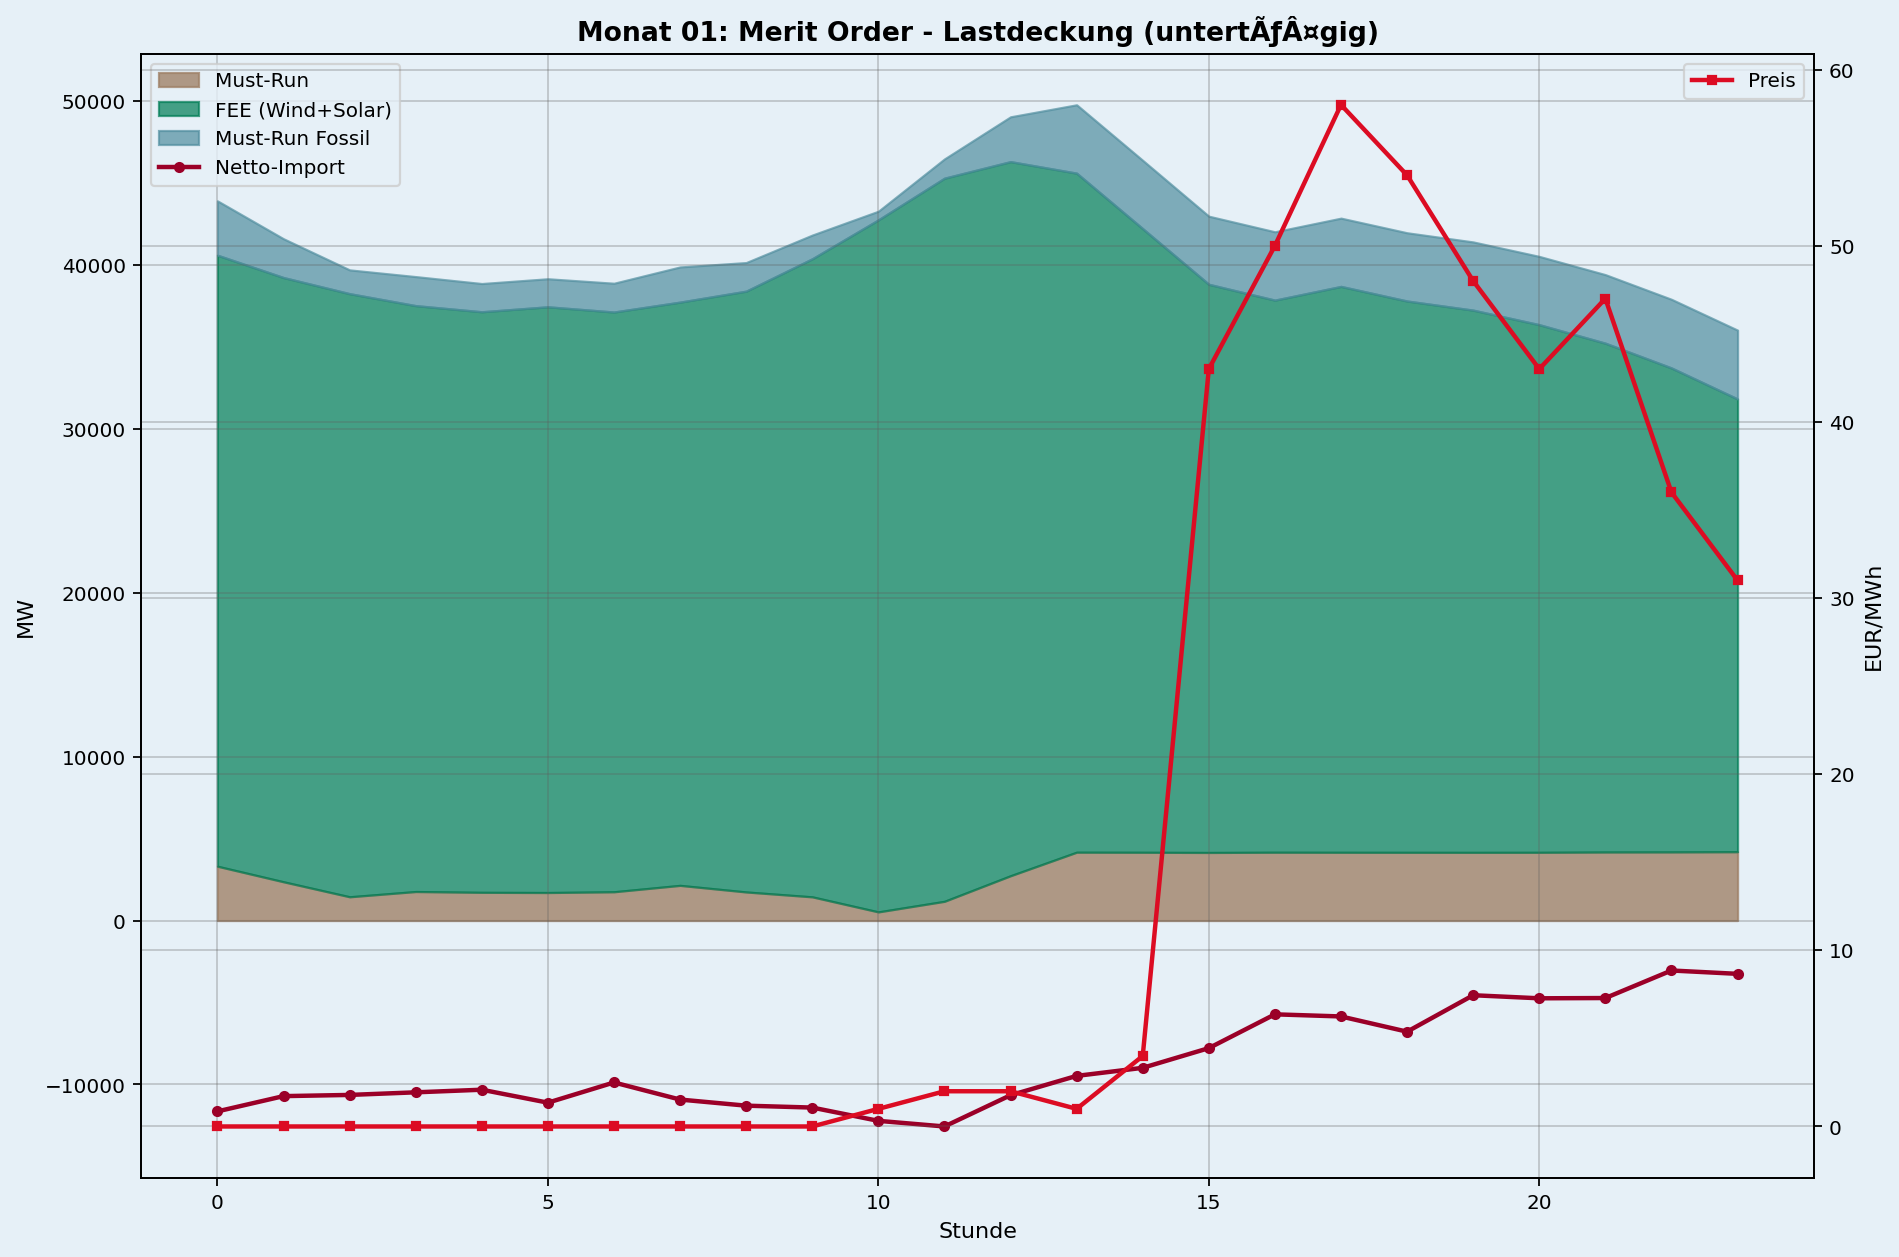 Monat 01: Merit Order - Lastdeckung (untertÃƒÂ¤gig)
Must-Run
FEE (Wind+Solar)
Must-Run Fossil
Netto-Import
Preis
50000
40000
30000
20000
10000
0
−10000
MW
60
50
40
30
20
10
0
EUR/MWh
0 5 10 15 20
Stunde